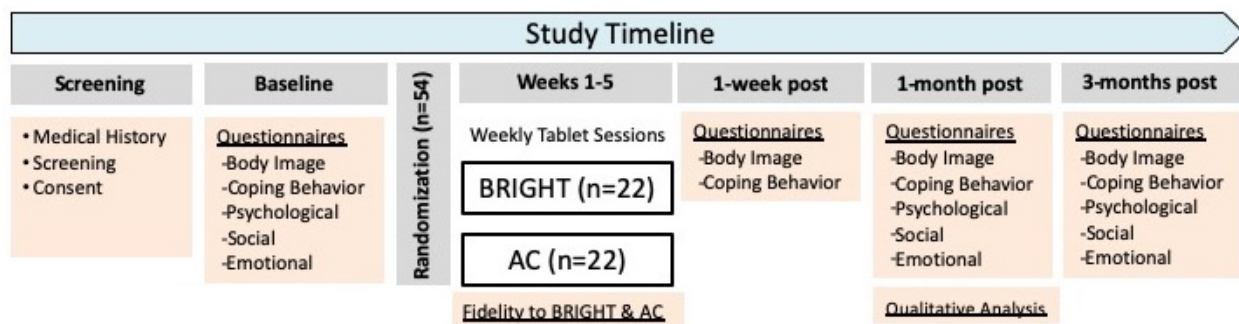 Study Timeline
Screening
• Medical History
• Screening
• Consent
Baseline
Questionnaires
-Body Image
-Coping Behavior
-Psychological
-Social
-Emotional
Randomization (n=54)
Weeks 1-5
Weekly Tablet Sessions
BRIGHT (n=22)
AC (n=22)
Fidelity to BRIGHT & AC
1-week post
Questionnaires
-Body Image
-Coping Behavior
1-month post
Questionnaires
-Body Image
-Coping Behavior
-Psychological
-Social
-Emotional
Qualitative Analysis
3-months post
Questionnaires
-Body Image
-Coping Behavior
-Psychological
-Social
-Emotional